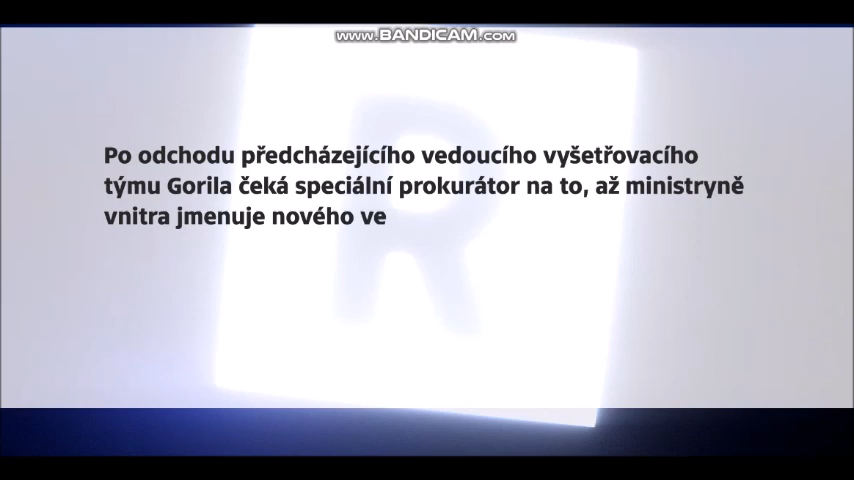 www.BANDICAM.com
R
Po odchodu předcházejícího vedoucího vyšetřovacího
týmu Gorila čeká speciální prokurátor na to, až ministryně
vnitra jmenuje nového ve